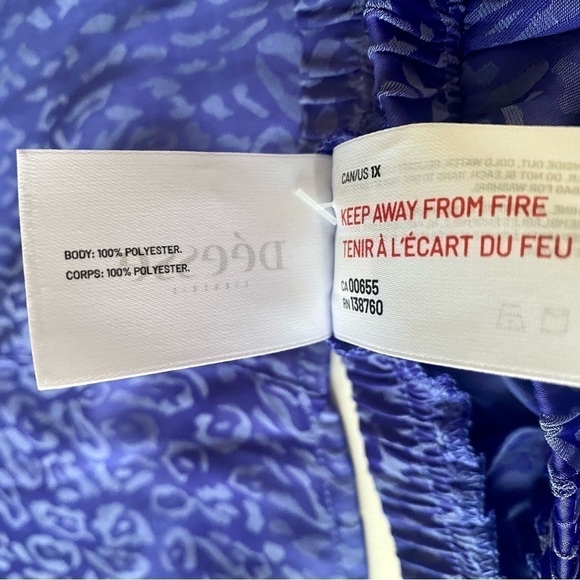 BODY: 100% POLYESTER.
CORPS: 100% POLYESTER.
Déesse
CAN/US 1X
KEEP AWAY FROM FIRE
TENIR À L'ÉCART DU FEU
CA 00655
RN 138760